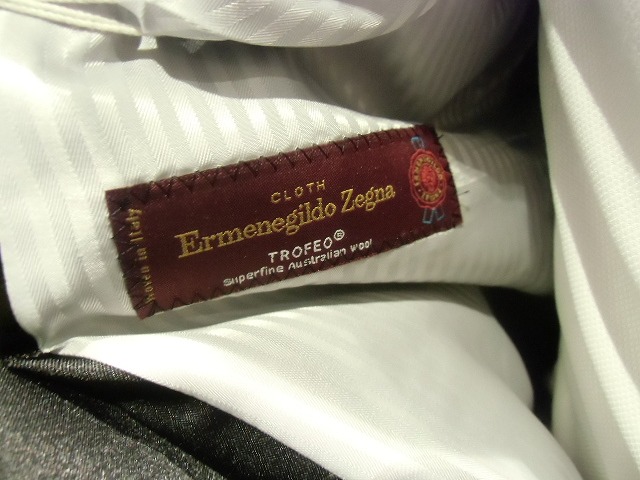 CLOTH
Ermenegildo Zegna
TROFEO®
Superfine Australian Wool
Woven in Italy